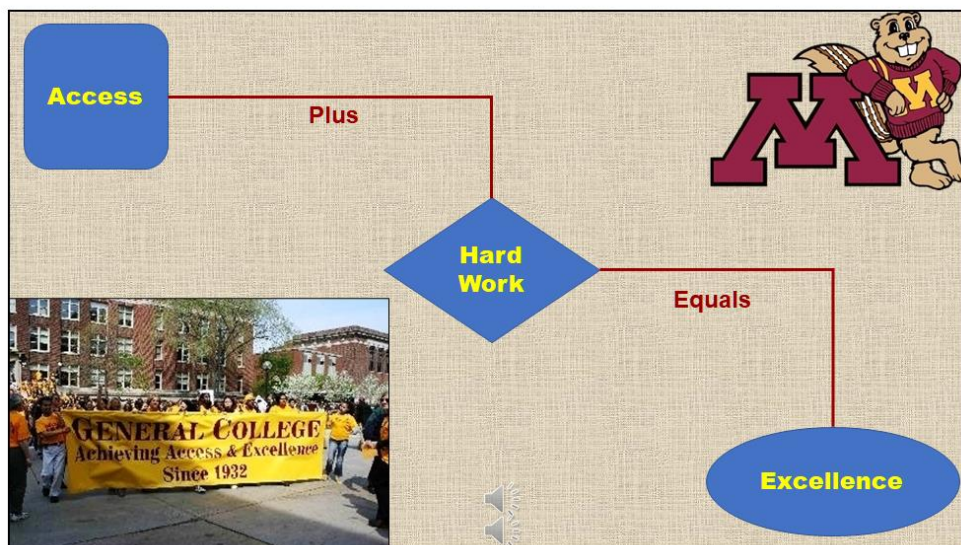 Access
Plus
M
Hard
Work
Equals
GENERAL COLLEGE
Achieving Access & Excellence
Since 1932
Excellence